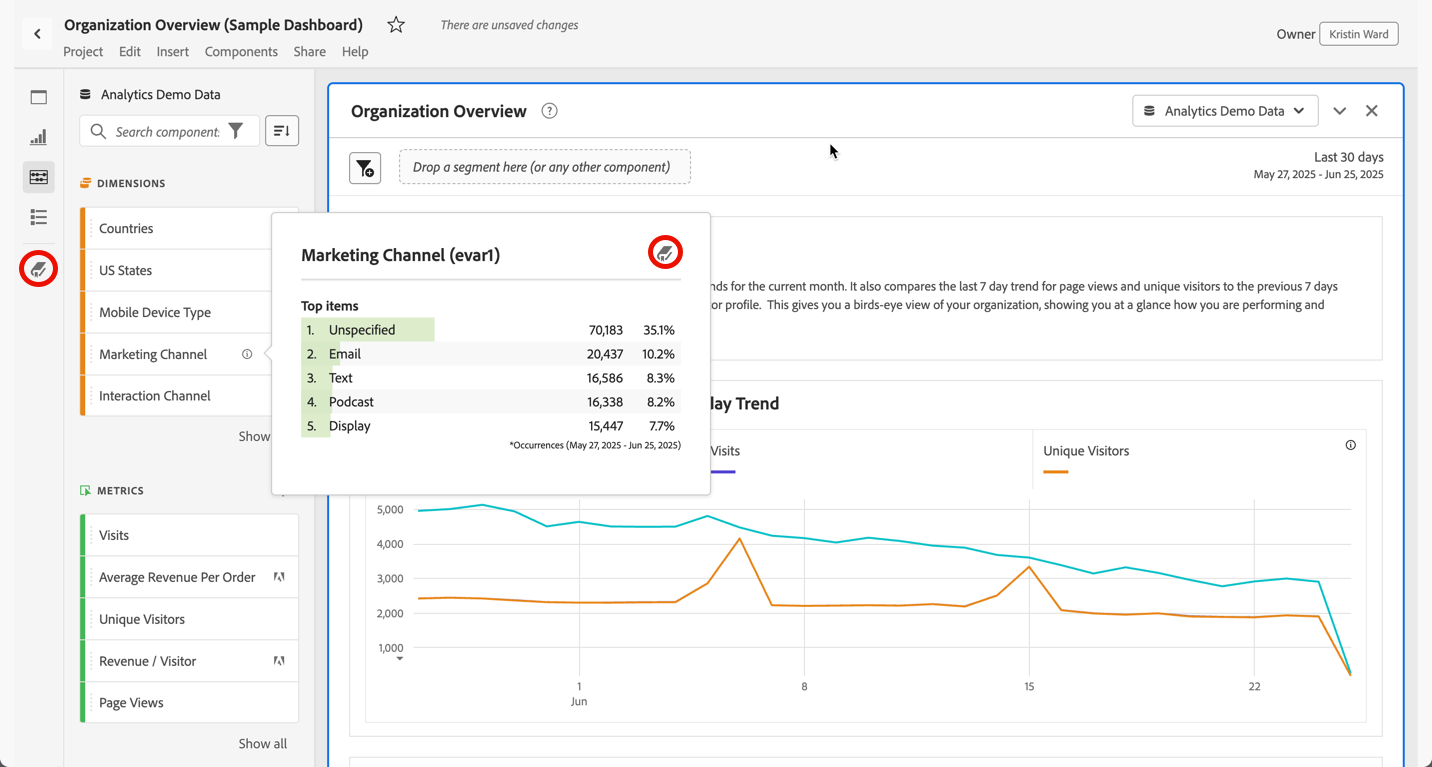 Organization Overview (Sample Dashboard)
There are unsaved changes
Owner
Kristin Ward
Project Edit Insert Components Share Help
Analytics Demo Data
Search component
DIMENSIONS
Countries
US States
Mobile Device Type
Marketing Channel
Interaction Channel
Show
METRICS
Visits
Average Revenue Per Order
Unique Visitors
Revenue / Visitor
Page Views
Show all
Marketing Channel (evar1)
Top items
1. Unspecified 70,183 35.1%
2. Email 20,437 10.2%
3. Text 16,586 8.3%
4. Podcast 16,338 8.2%
5. Display 15,447 7.7%
*Occurrences (May 27, 2025 - Jun 25, 2025)
Organization Overview ?
Analytics Demo Data
Drop a segment here (or any other component)
Last 30 days
May 27, 2025 - Jun 25, 2025
nds for the current month. It also compares the last 7 day trend for page views and unique visitors to the previous 7 days
or profile. This gives you a birds-eye view of your organization, showing you at a glance how you are performing and
lay Trend
Visits
Unique Visitors
5,000
4,000
3,000
2,000
1,000
1 8 15 22
Jun